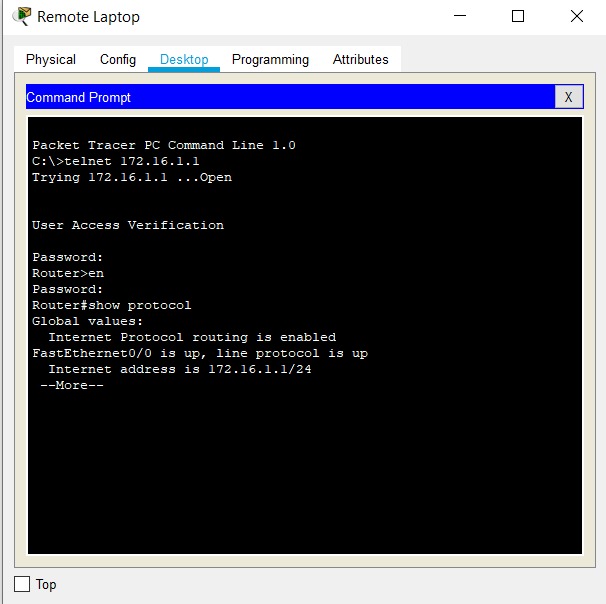 Remote Laptop
Physical Config Desktop Programming Attributes
Command Prompt X
Packet Tracer PC Command Line 1.0
C:\>telnet 172.16.1.1
Trying 172.16.1.1 ...Open
User Access Verification
Password:
Router>en
Password:
Router#show protocol
Global values:
  Internet Protocol routing is enabled
FastEthernet0/0 is up, line protocol is up
  Internet address is 172.16.1.1/24
 --More--
Top